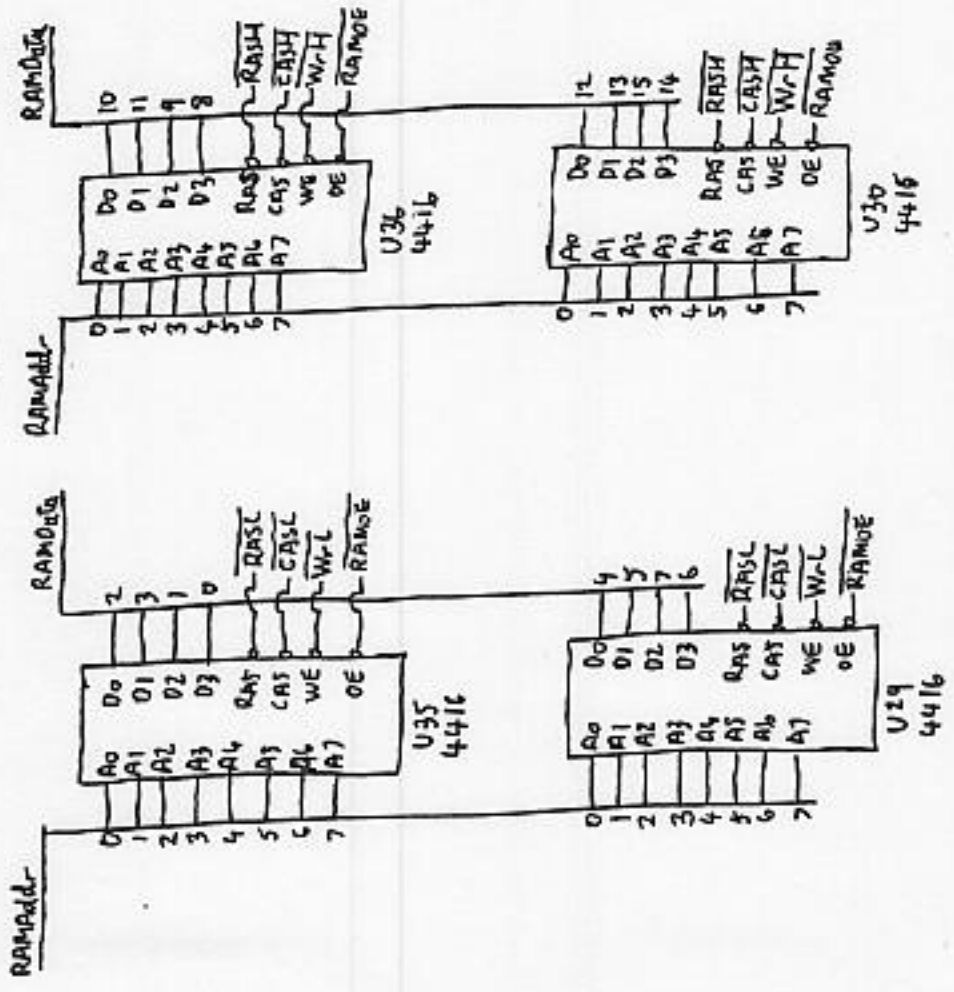 RAMAddr
RAMData
0 A0 D0 2
1 A1 D1 3
2 A2 D2 1
3 A3 D3 0
4 A4 RAS RASL
5 A5 CAS CASL
6 A6 WE WrL
7 A7 OE RAMOE
U35
4416
0 A0 D0 4
1 A1 D1 5
2 A2 D2 7
3 A3 D3 6
4 A4 RAS RASL
5 A5 CAS CASL
6 A6 WE WrL
7 A7 OE RAMOE
U29
4416
RAMAddr
RAMData
0 A0 D0 10
1 A1 D1 11
2 A2 D2 9
3 A3 D3 8
4 A4 RAS RASH
5 A5 CAS CASH
6 A6 WE WrH
7 A7 OE RAMOE
U36
4416
0 A0 D0 12
1 A1 D1 13
2 A2 D2 15
3 A3 D3 14
4 A4 RAS RASH
5 A5 CAS CASH
6 A6 WE WrH
7 A7 OE RAMOE
U30
4416